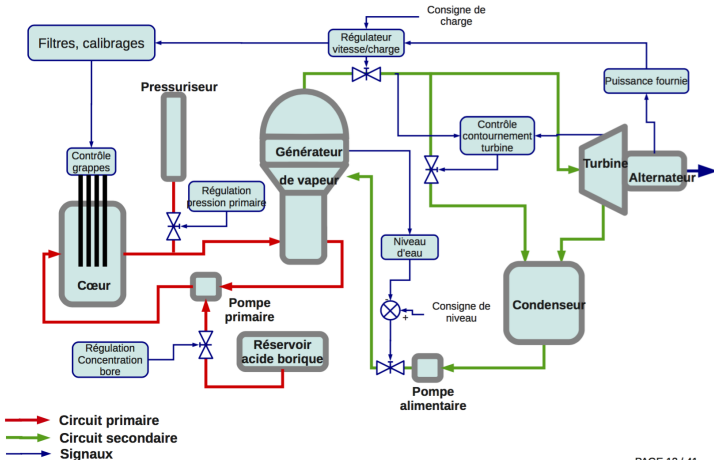 Consigne de
charge
Filtres, calibrages
Régulateur
vitesse/charge
Puissance fournie
Pressuriseur
Contrôle
grappes
Générateur
de vapeur
Contrôle
contournement
turbine
Turbine
Alternateur
Régulation
pression primaire
Cœur
Niveau
d'eau
Pompe
primaire
-
+
Consigne de
niveau
Condenseur
Régulation
Concentration
bore
Réservoir
acide borique
Pompe
alimentaire
Circuit primaire
Circuit secondaire
Signaux